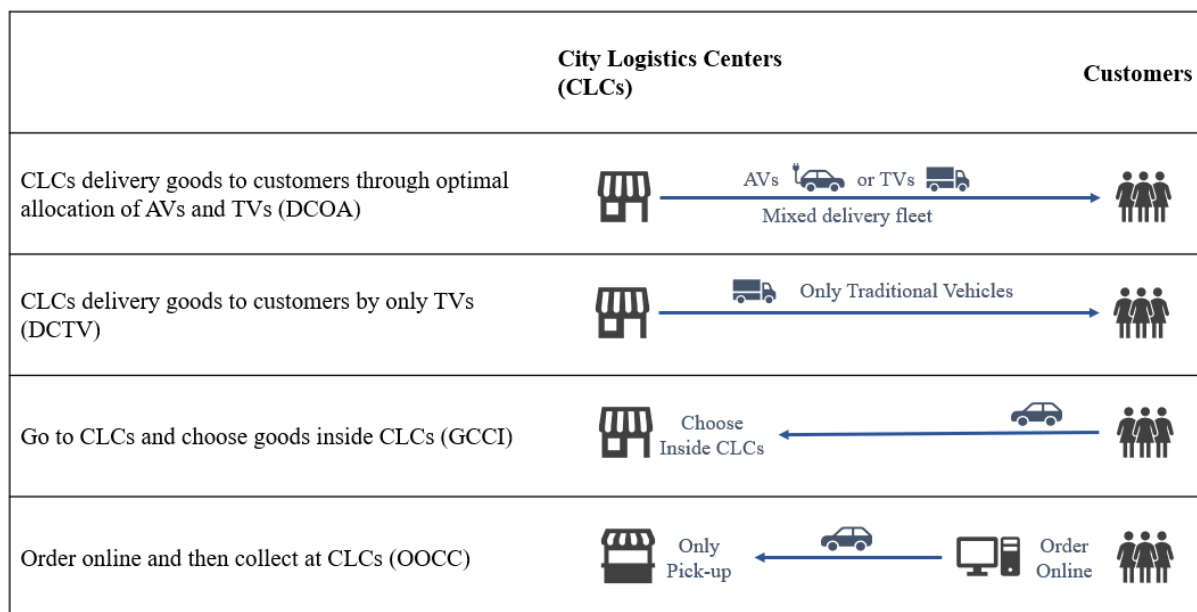 City Logistics Centers
(CLCs)
Customers
CLCs delivery goods to customers through optimal
allocation of AVs and TVs (DCOA)
AVs or TVs
Mixed delivery fleet
CLCs delivery goods to customers by only TVs
(DCTV)
Only Traditional Vehicles
Go to CLCs and choose goods inside CLCs (GCCI)
Choose
Inside CLCs
Order online and then collect at CLCs (OOCC)
Only
Pick-up
Order
Online